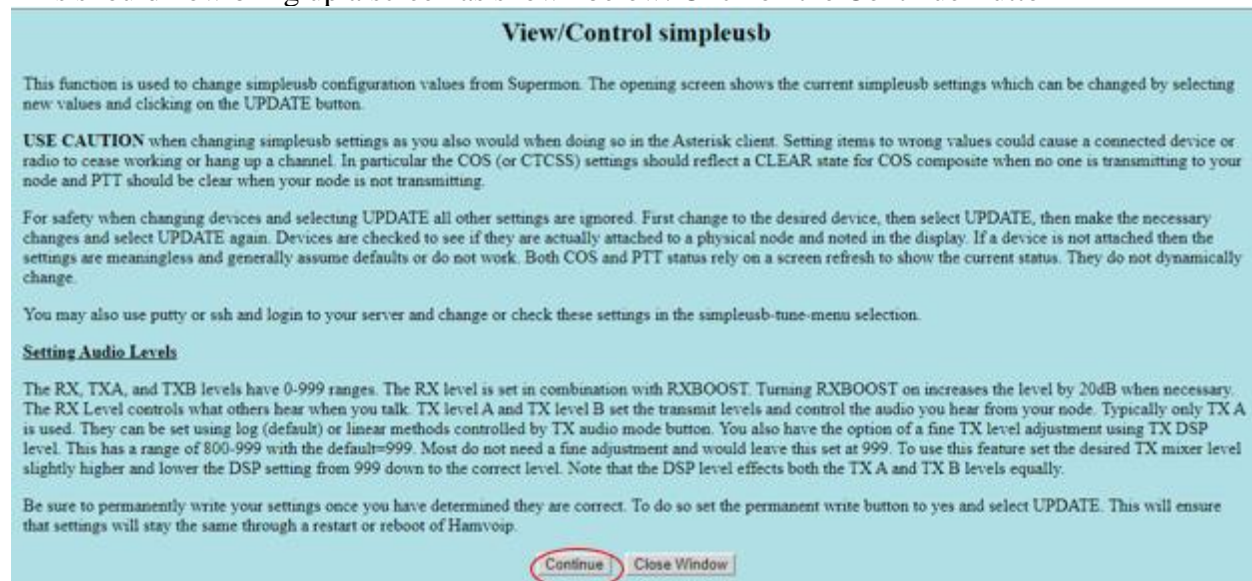 View/Control simpleusb
This function is used to change simpleusb configuration values from Supermon. The opening screen shows the current simpleusb settings which can be changed by selecting
new values and clicking on the UPDATE button.
USE CAUTION when changing simpleusb settings as you also would when doing so in the Asterisk client. Setting items to wrong values could cause a connected device or
radio to cease working or hang up a channel. In particular the COS (or CTCSS) settings should reflect a CLEAR state for COS composite when no one is transmitting to your
node and PTT should be clear when your node is not transmitting.
For safety when changing devices and selecting UPDATE all other settings are ignored. First change to the desired device, then select UPDATE, then make the necessary
changes and select UPDATE again. Devices are checked to see if they are actually attached to a physical node and noted in the display. If a device is not attached then the
settings are meaningless and generally assume defaults or do not work. Both COS and PTT status rely on a screen refresh to show the current status. They do not dynamically
change.
You may also use putty or ssh and login to your server and change or check these settings in the simpleusb-tune-menu selection.
Setting Audio Levels
The RX, TXA, and TXB levels have 0-999 ranges. The RX level is set in combination with RXBOOST. Turning RXBOOST on increases the level by 20dB when necessary.
The RX Level controls what others hear when you talk. TX level A and TX level B set the transmit levels and control the audio you hear from your node. Typically only TX A
is used. They can be set using log (default) or linear methods controlled by TX audio mode button. You also have the option of a fine TX level adjustment using TX DSP
level. This has a range of 800-999 with the default=999. Most do not need a fine adjustment and would leave this set at 999. To use this feature set the desired TX mixer level
slightly higher and lower the DSP setting from 999 down to the correct level. Note that the DSP level effects both the TX A and TX B levels equally.
Be sure to permanently write your settings once you have determined they are correct. To do so set the permanent write button to yes and select UPDATE. This will ensure
that settings will stay the same through a restart or reboot of Hamvoip.
Continue Close Window